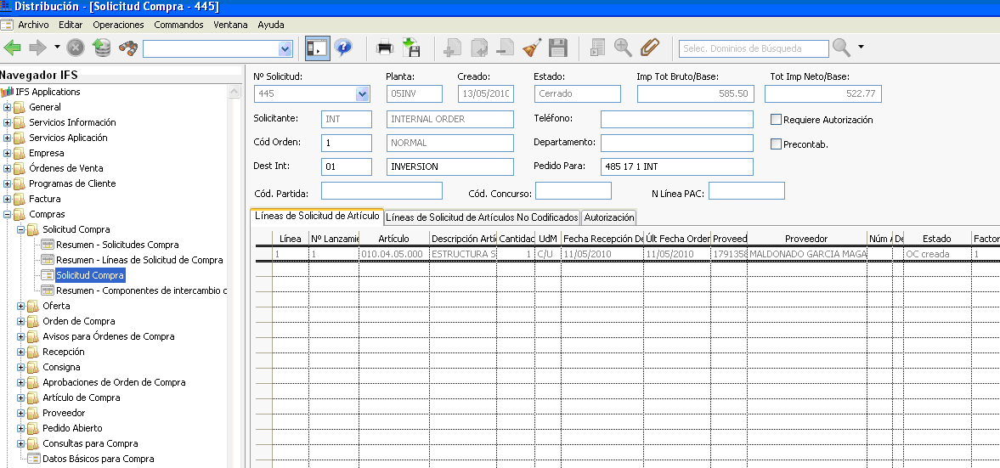 Distribución - [Solicitud Compra - 445]
Archivo Editar Operaciones Commandos Ventana Ayuda
Selec. Dominios de Búsqueda
Navegador IFS
IFS Applications
General
Servicios Información
Servicios Aplicación
Empresa
Órdenes de Venta
Programas de Cliente
Factura
Compras
Solicitud Compra
Resumen - Solicitudes Compra
Resumen - Líneas de Solicitud de Compra
Solicitud Compra
Resumen - Componentes de intercambio c
Oferta
Orden de Compra
Avisos para Órdenes de Compra
Recepción
Consigna
Aprobaciones de Orden de Compra
Artículo de Compra
Proveedor
Pedido Abierto
Consultas para Compra
Datos Básicos para Compra
Nº Solicitud: Planta: Creado: Estado: Imp Tot Bruto/Base: Tot Imp Neto/Base:
445 05INV 13/05/2010 Cerrado 585.50 522.77
Solicitante: INT INTERNAL ORDER Teléfono: Requiere Autorización
Cód Orden: 1 NORMAL Departamento: Precontab.
Dest Int: 01 INVERSION Pedido Para: 485 17 1 INT
Cód. Partida: Cód. Concurso: N Línea PAC:
Líneas de Solicitud de Artículo Líneas de Solicitud de Artículos No Codificados Autorización
Línea Nº Lanzamie Artículo Descripción Artí Cantidad UdM Fecha Recepción De Últ Fecha Order Proveed Proveedor Núm A De Estado Factor
1 1 010.04.05.000 ESTRUCTURA S 1 C/U 11/05/2010 11/05/2010 1791356 MALDONADO GARCIA MAGA OC creada 1